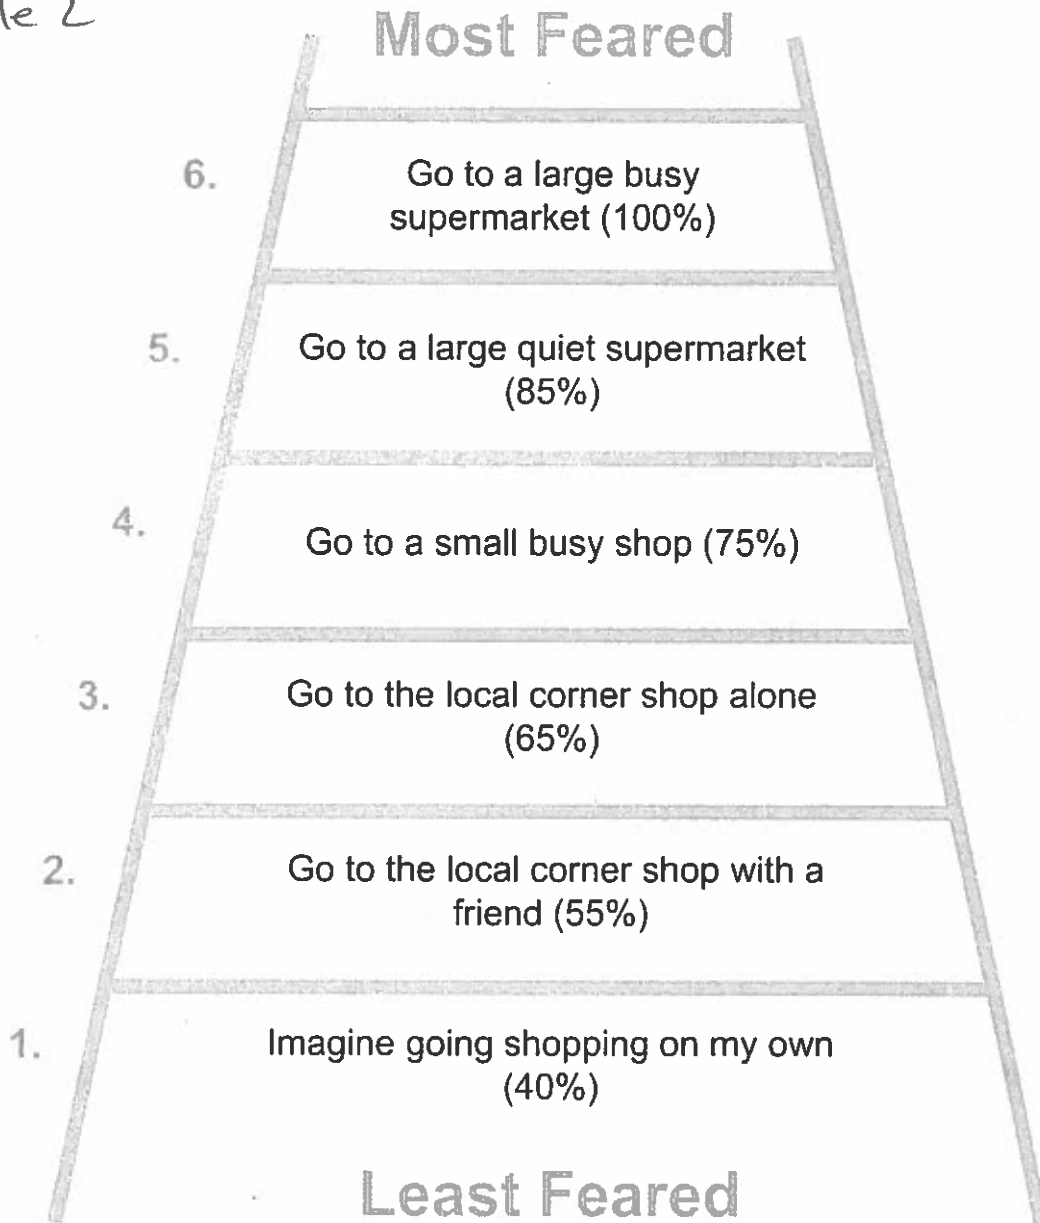 Most Feared
6.
Go to a large busy
supermarket (100%)
5.
Go to a large quiet supermarket
(85%)
4.
Go to a small busy shop (75%)
3.
Go to the local corner shop alone
(65%)
2.
Go to the local corner shop with a
friend (55%)
1.
Imagine going shopping on my own
(40%)
Least Feared